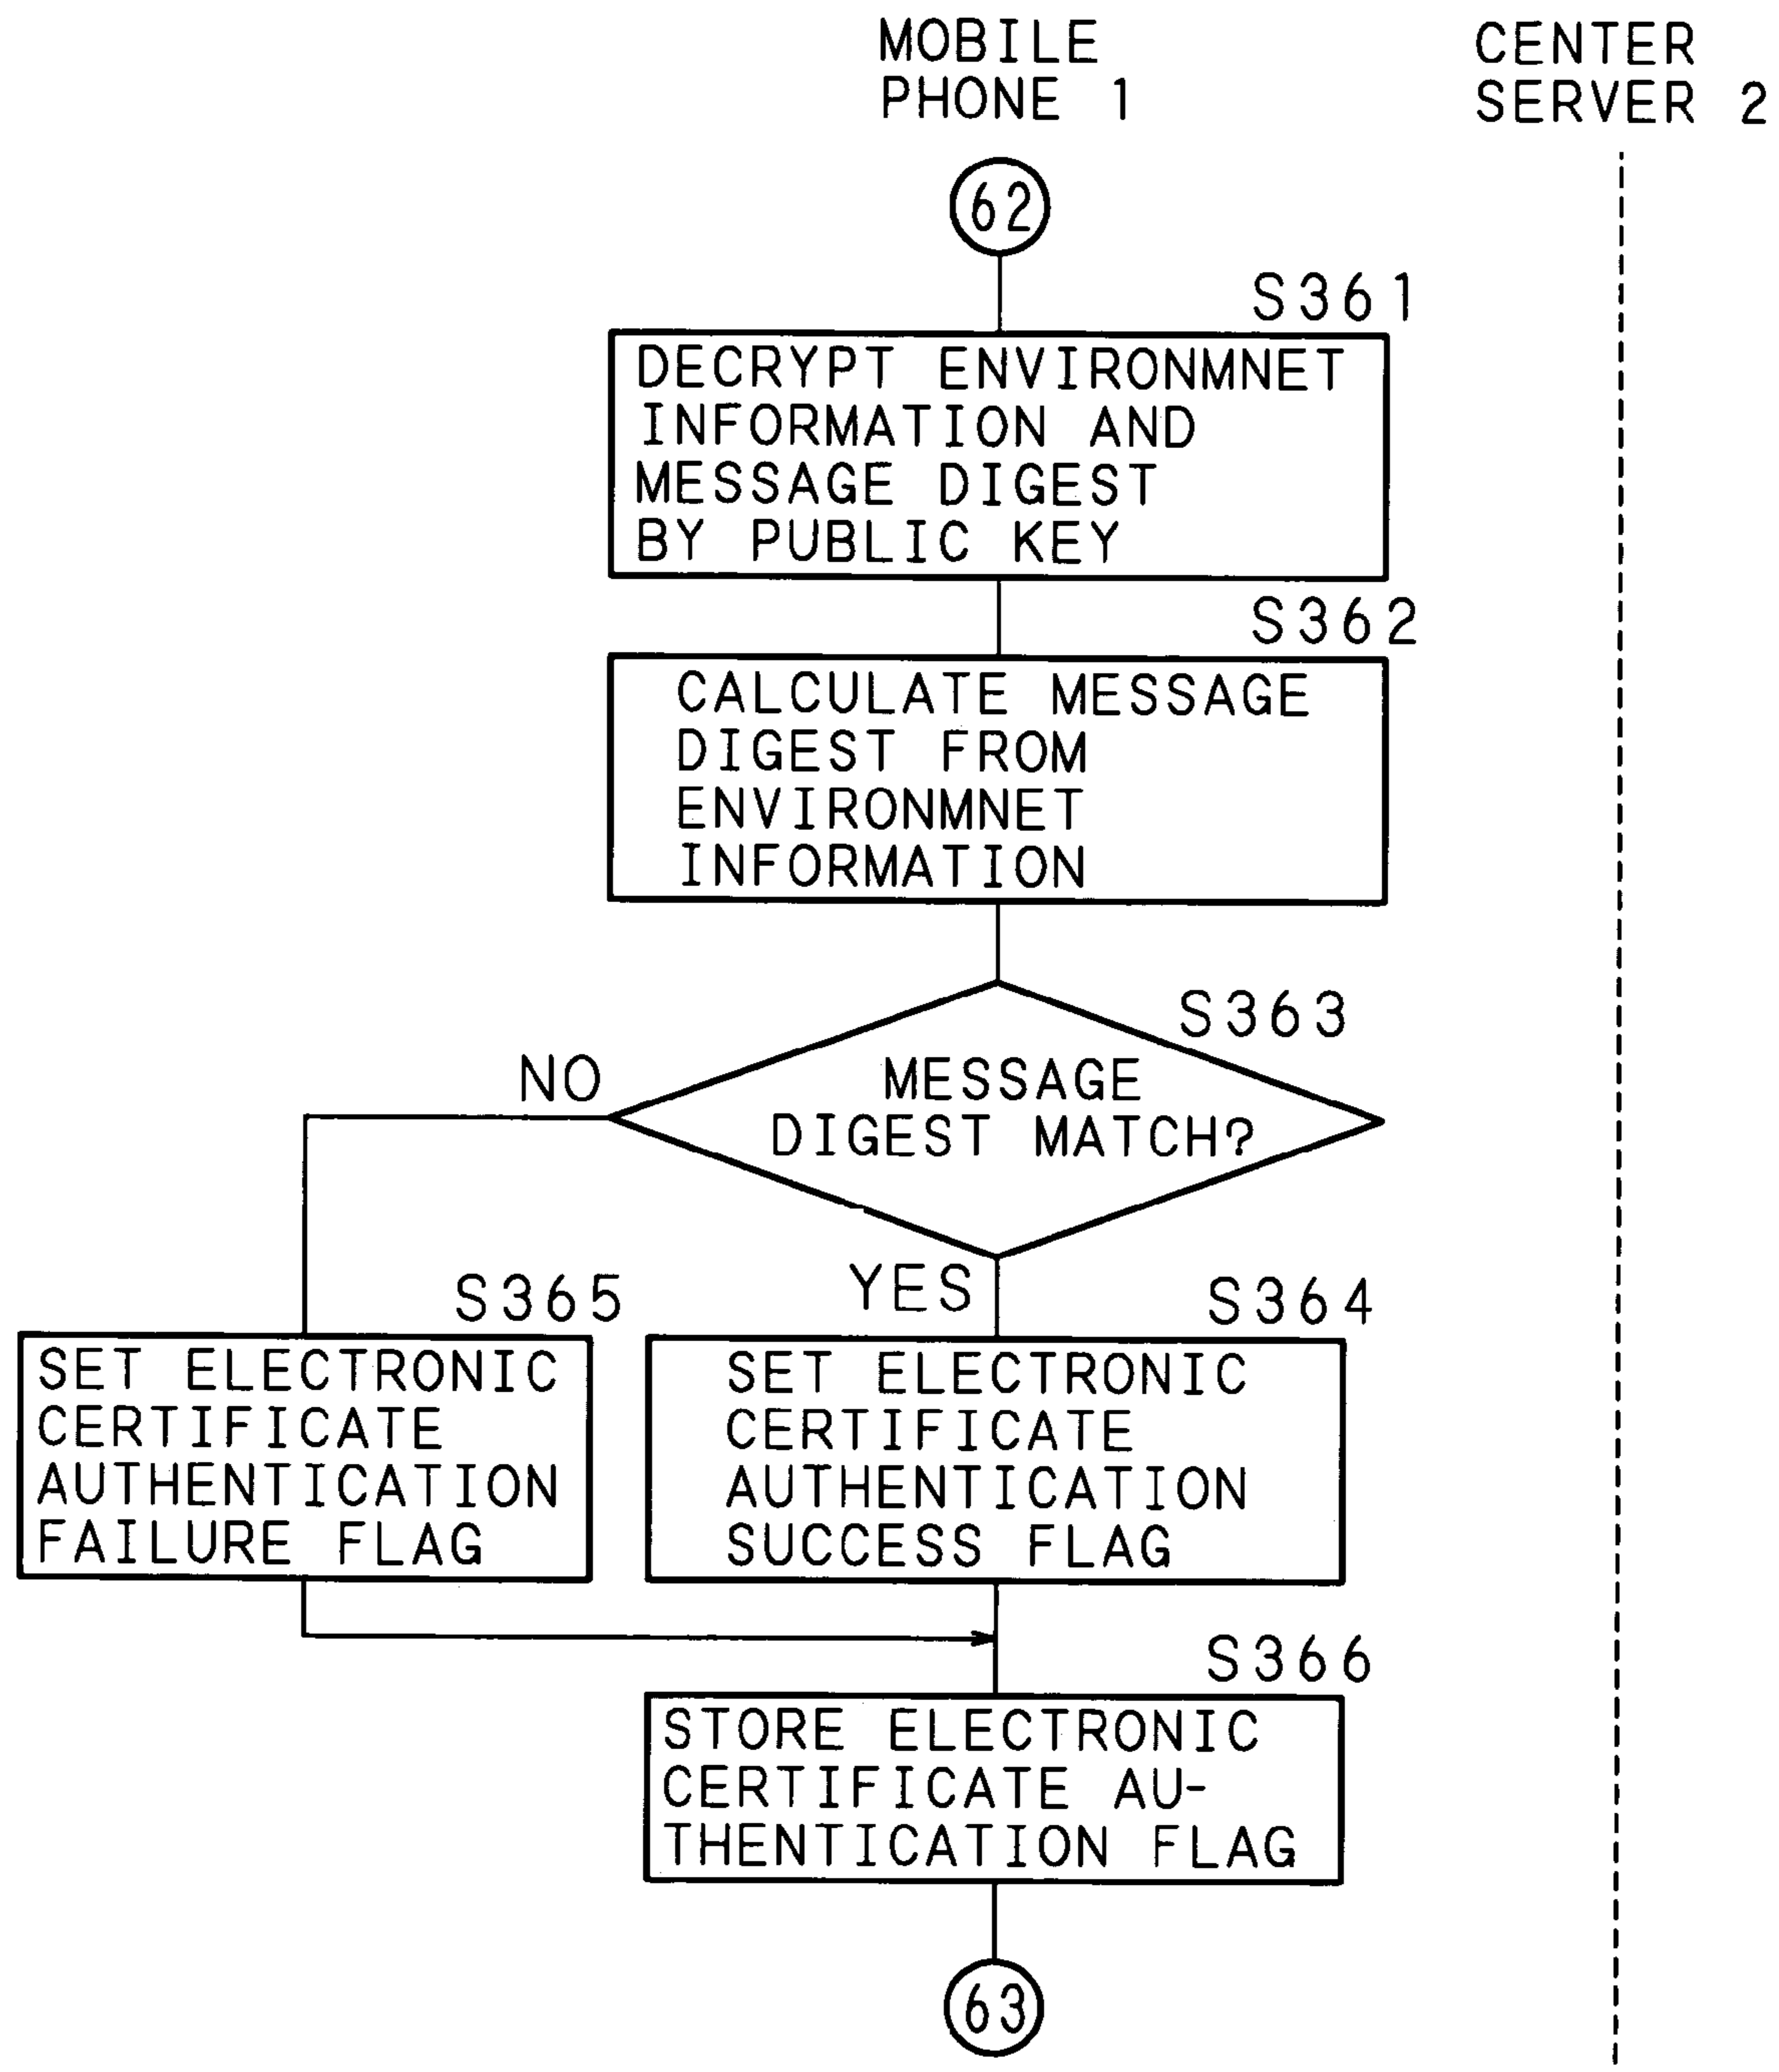 MOBILE
PHONE 1
CENTER
SERVER 2
62
S361
DECRYPT ENVIRONMNET
INFORMATION AND
MESSAGE DIGEST
BY PUBLIC KEY
S362
CALCULATE MESSAGE
DIGEST FROM
ENVIRONMNET
INFORMATION
S363
MESSAGE
DIGEST MATCH?
NO
YES
S365
SET ELECTRONIC
CERTIFICATE
AUTHENTICATION
FAILURE FLAG
S364
SET ELECTRONIC
CERTIFICATE
AUTHENTICATION
SUCCESS FLAG
S366
STORE ELECTRONIC
CERTIFICATE AU-
THENTICATION FLAG
63